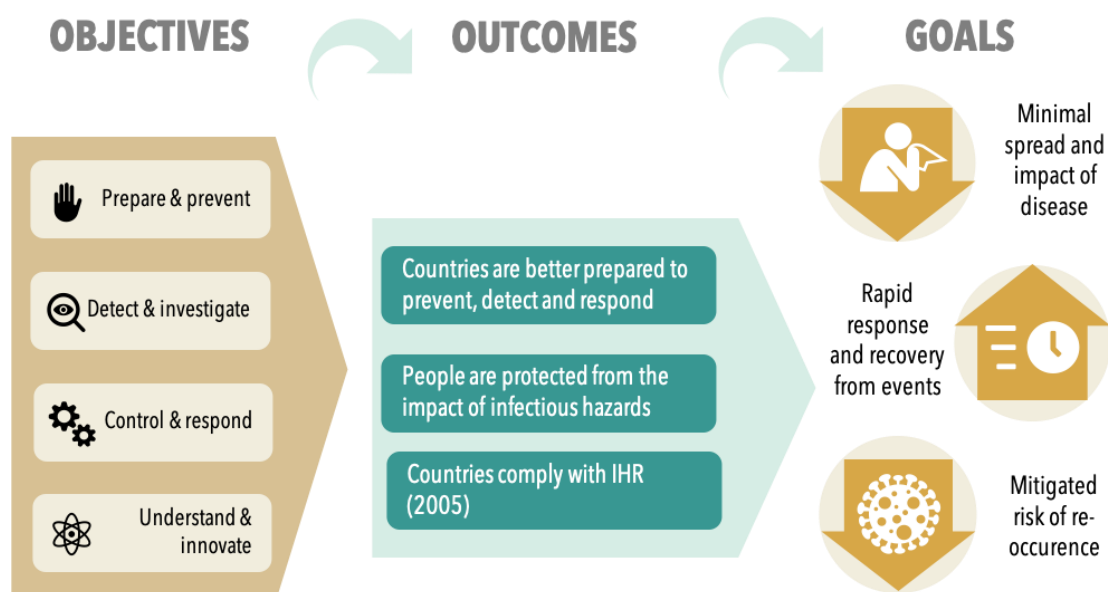 OBJECTIVES
OUTCOMES
GOALS
Prepare & prevent
Detect & investigate
Control & respond
Understand &
innovate
Countries are better prepared to
prevent, detect and respond
People are protected from the
impact of infectious hazards
Countries comply with IHR
(2005)
Minimal
spread and
impact of
disease
Rapid
response
and recovery
from events
Mitigated
risk of re-
occurence